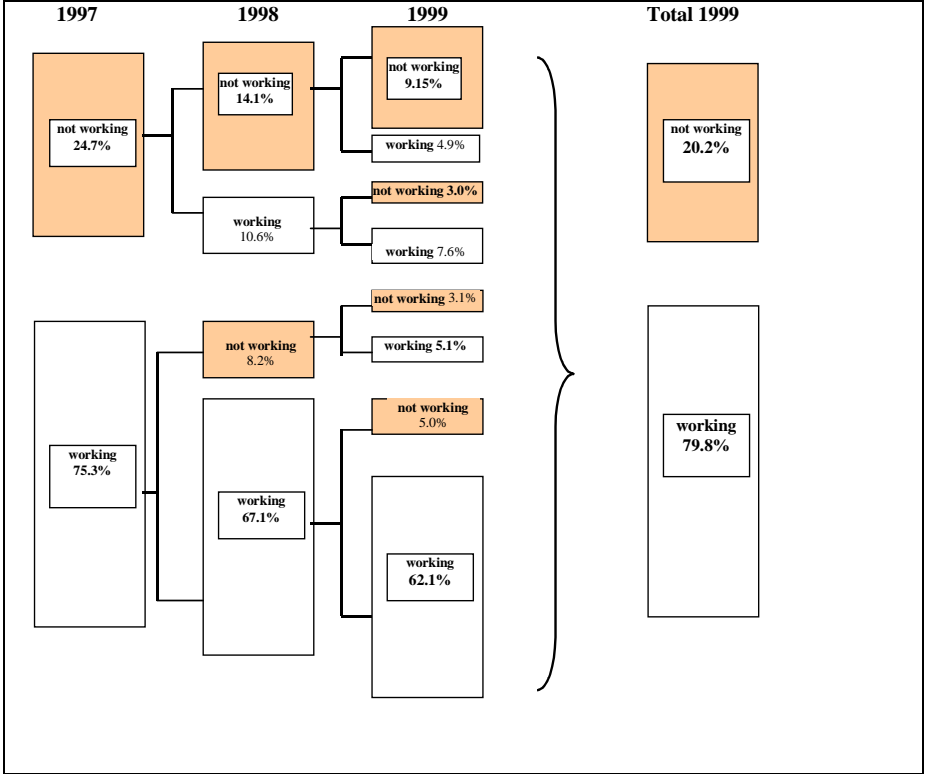 1997 1998 1999 Total 1999
not working
24.7%
working
75.3%
not working
14.1%
working
10.6%
not working
8.2%
working
67.1%
not working
9.15%
working 4.9%
not working 3.0%
working 7.6%
not working 3.1%
working 5.1%
not working
5.0%
working
62.1%
not working
20.2%
working
79.8%